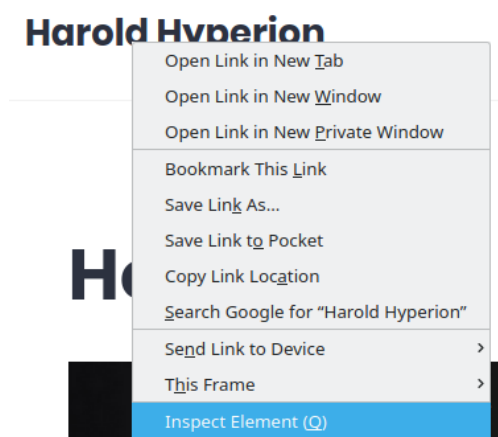 Harold Hyperion
Open Link in New Tab
Open Link in New Window
Open Link in New Private Window
Bookmark This Link
Save Link As...
Save Link to Pocket
Copy Link Location
Search Google for “Harold Hyperion”
Send Link to Device
This Frame
Inspect Element (Q)